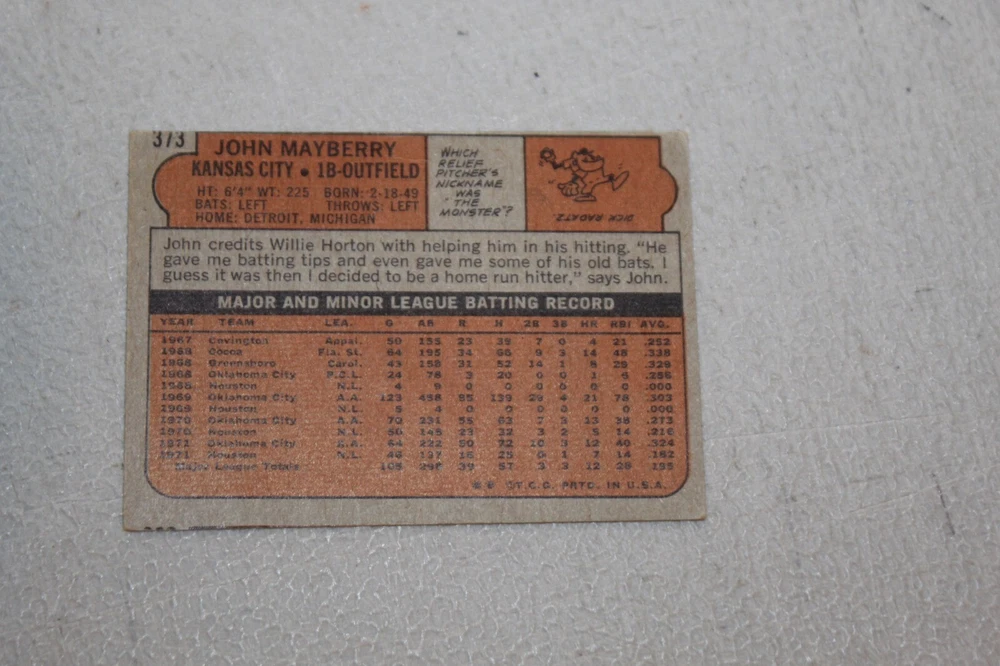 373
JOHN MAYBERRY
KANSAS CITY • 1B-OUTFIELD
HT: 6'4" WT: 225 BORN: 2-18-49
BATS: LEFT THROWS: LEFT
HOME: DETROIT, MICHIGAN
WHICH
RELIEF
PITCHER'S
NICKNAME
WAS
"THE
MONSTER"?
DICK RADATZ
John credits Willie Horton with helping him in his hitting. "He
gave me batting tips and even gave me some of his old bats. I
guess it was then I decided to be a home run hitter," says John.
MAJOR AND MINOR LEAGUE BATTING RECORD
YEAR TEAM LEA. G AB R H 2B 3B HR RBI AVG.
1967 Covington Appal. 50 155 23 39 7 0 4 21 .252
1968 Cocoa Fla. St. 64 195 34 66 9 3 14 48 .338
1968 Greensboro Carol. 43 158 31 52 14 1 8 29 .329
1968 Oklahoma City P.C.L. 24 78 3 20 0 0 1 .256
1968 Houston N.L. 4 9 0 0 0 0 0 0 .000
1969 Oklahoma City A.A. 123 458 85 139 29 4 21 78 .303
1969 Houston N.L. 5 4 0 0 0 0 0 0 .000
1970 Oklahoma City A.A. 70 231 55 63 7 3 13 38 .273
1970 Houston N.L. 50 148 23 32 3 2 5 14 .216
1971 Oklahoma City A.A. 64 222 50 72 10 3 12 40 .324
1971 Houston N.L. 46 137 16 25 0 1 7 14 .182
Major League Totals 105 298 39 57 3 3 12 28
© T.C.G. PRTD. IN U.S.A.